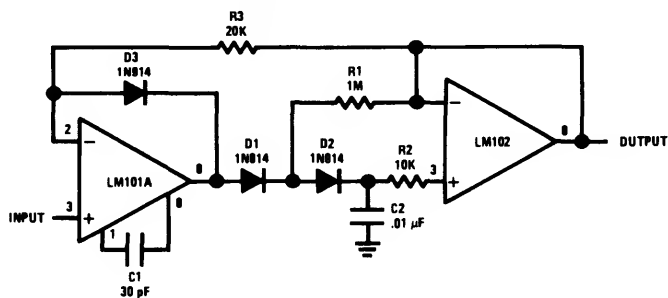 R3
20K
D3
1N914
R1
1M
2
−
LM101A
6
8
INPUT
3
+
1
C1
30 pF
D1
1N914
D2
1N914
R2
10K
3
C2
.01 μF
−
LM102
+
6
OUTPUT